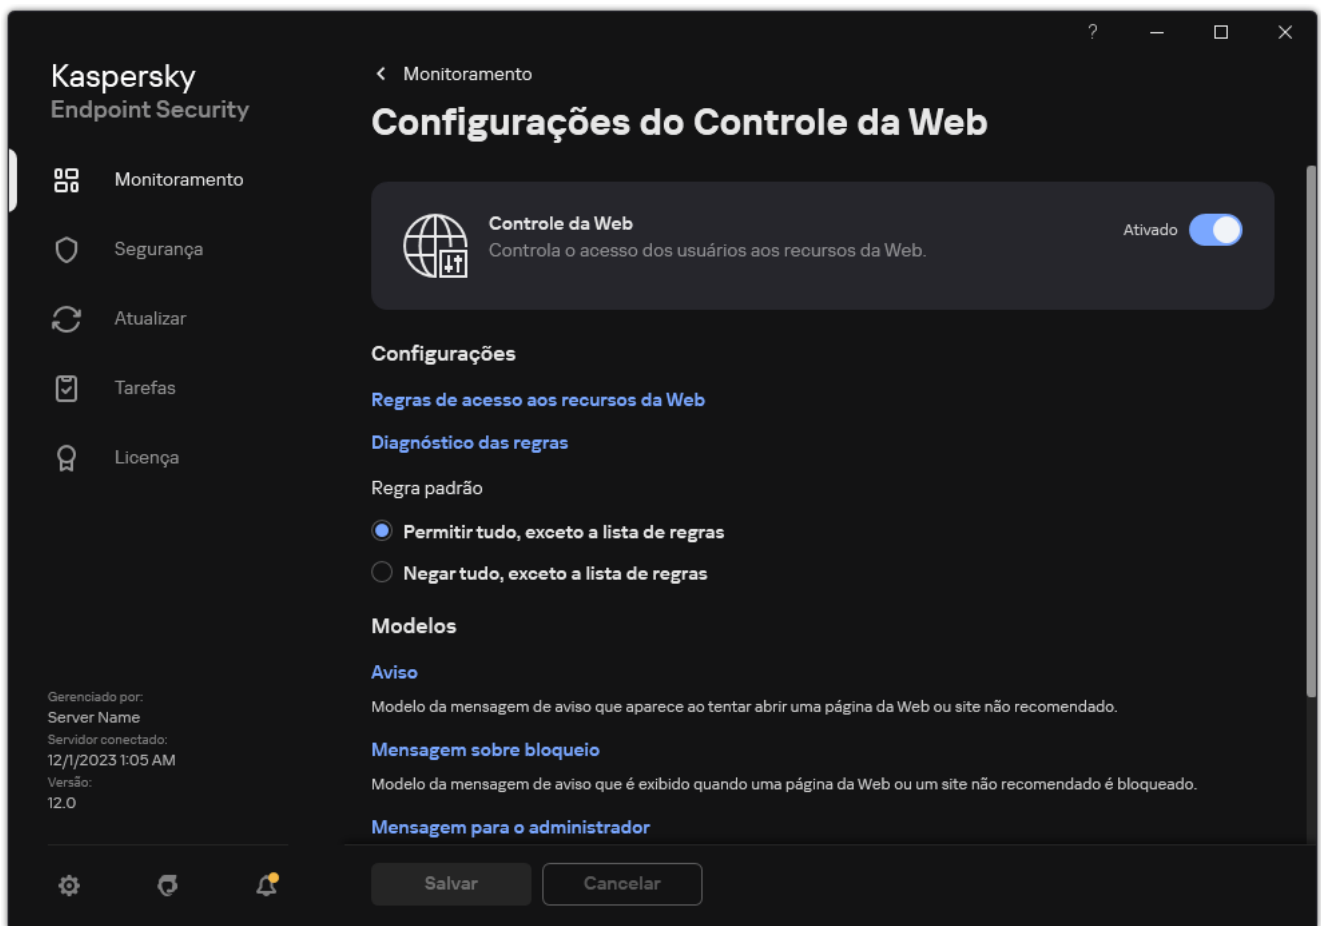 ?
Kaspersky
Endpoint Security
Monitoramento
Segurança
Atualizar
Tarefas
Licença
Gerenciado por:
Server Name
Servidor conectado:
12/1/2023 1:05 AM
Versão:
12.0
Monitoramento
Configurações do Controle da Web
Controle da Web
Controla o acesso dos usuários aos recursos da Web.
Ativado
Configurações
Regras de acesso aos recursos da Web
Diagnóstico das regras
Regra padrão
Permitir tudo, exceto a lista de regras
Negar tudo, exceto a lista de regras
Modelos
Aviso
Modelo da mensagem de aviso que aparece ao tentar abrir uma página da Web ou site não recomendado.
Mensagem sobre bloqueio
Modelo da mensagem de aviso que é exibido quando uma página da Web ou um site não recomendado é bloqueado.
Mensagem para o administrador
Salvar
Cancelar